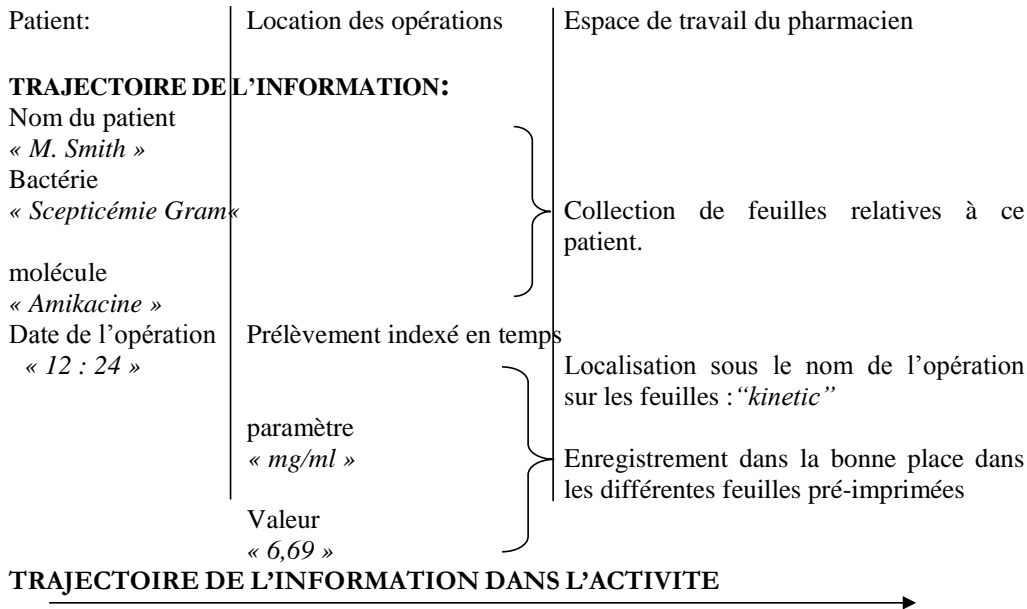 Patient: Location des opérations Espace de travail du pharmacien
TRAJECTOIRE DE L’INFORMATION:
Nom du patient
« M. Smith »
Bactérie
« Scepticémie Gram«
Collection de feuilles relatives à ce
patient.
molécule
« Amikacine »
Date de l’opération Prélèvement indexé en temps
« 12 : 24 »
Localisation sous le nom de l’opération
sur les feuilles :“kinetic”
paramètre
« mg/ml »
Enregistrement dans la bonne place dans
les différentes feuilles pré-imprimées
Valeur
« 6,69 »
TRAJECTOIRE DE L’INFORMATION DANS L’ACTIVITE